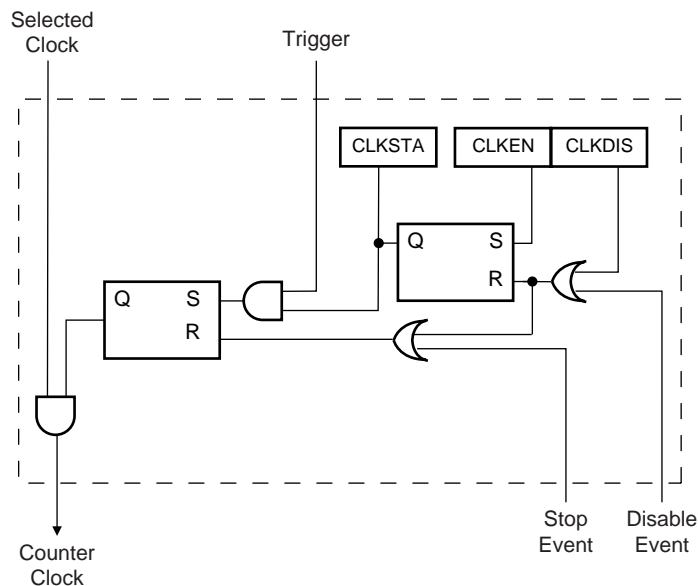 Selected
Clock
Trigger
CLKSTA
CLKEN
CLKDIS
Q
S
R
Q
S
R
Stop
Event
Disable
Event
Counter
Clock